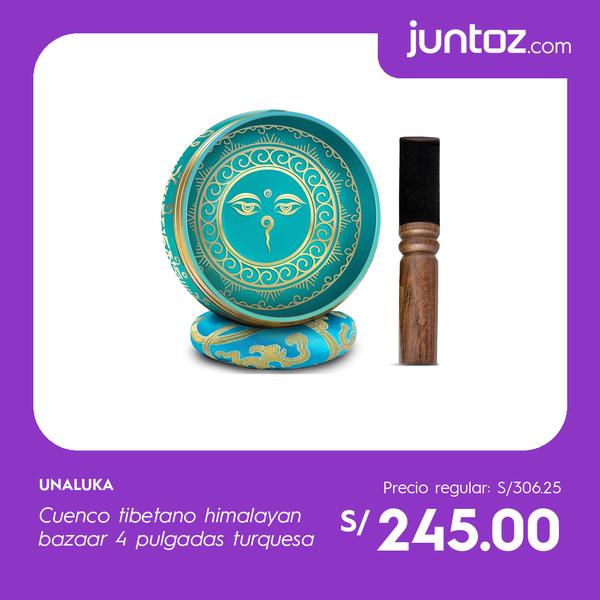 juntoz.com
UNALUKA
Cuenco tibetano himalayan
bazaar 4 pulgadas turquesa
Precio regular: S/306.25
S/ 245.00